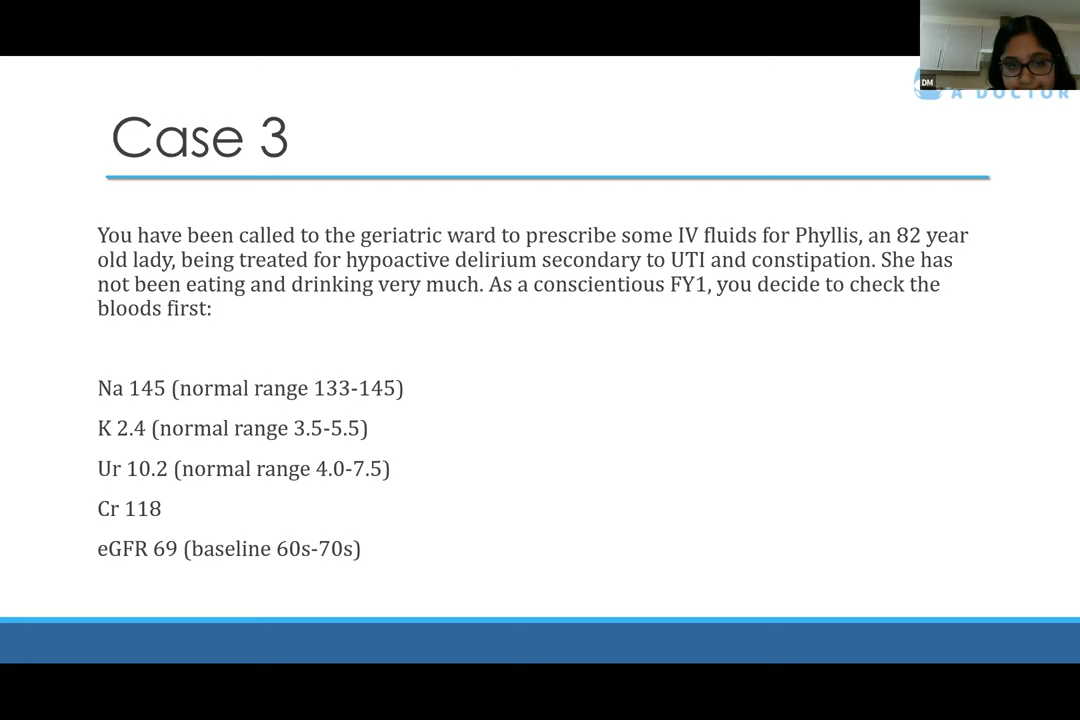 DM
A DOCTOR
Case 3
You have been called to the geriatric ward to prescribe some IV fluids for Phyllis, an 82 year
old lady, being treated for hypoactive delirium secondary to UTI and constipation. She has
not been eating and drinking very much. As a conscientious FY1, you decide to check the
bloods first:
Na 145 (normal range 133-145)
K 2.4 (normal range 3.5-5.5)
Ur 10.2 (normal range 4.0-7.5)
Cr 118
eGFR 69 (baseline 60s-70s)